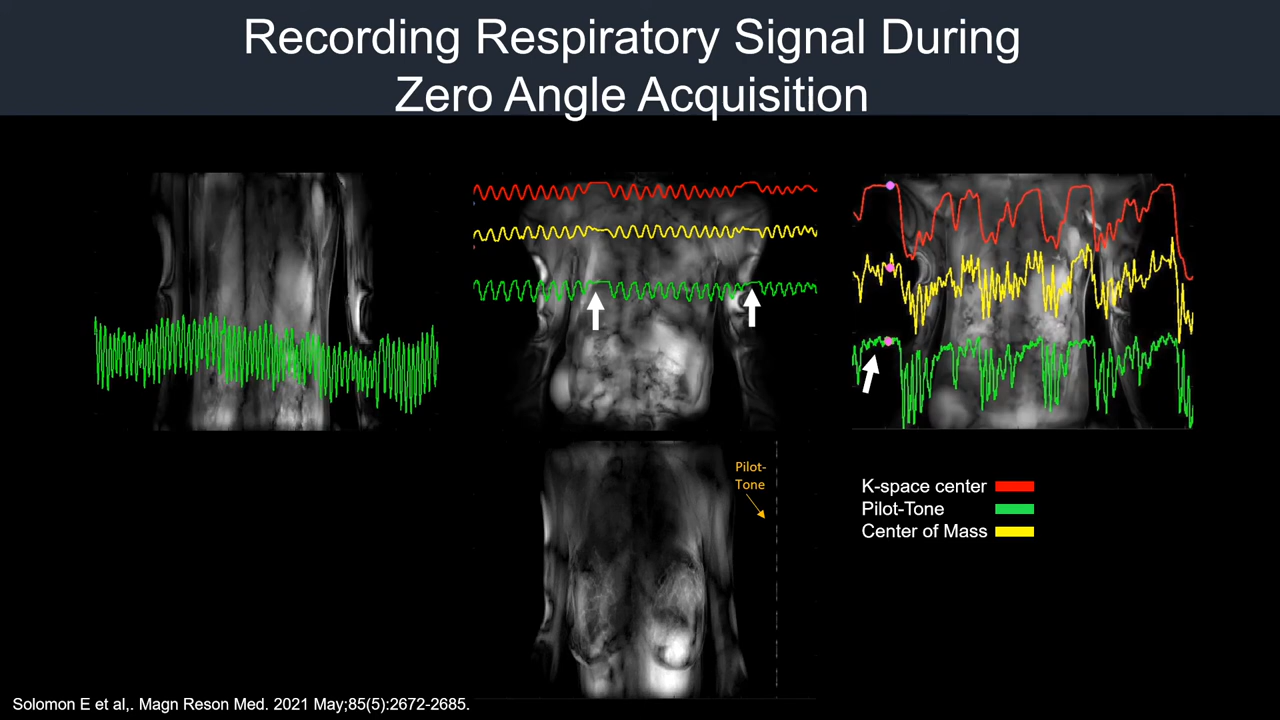 Recording Respiratory Signal During
Zero Angle Acquisition
Pilot-
Tone
K-space center
Pilot-Tone
Center of Mass
Solomon E et al,. Magn Reson Med. 2021 May;85(5):2672-2685.